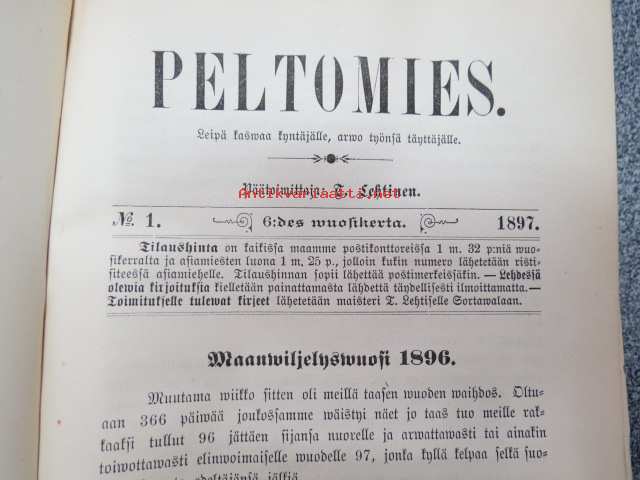 PELTOMIES.
Leipä kaswaa kyntäjälle, arwo työnsä täyttäjälle.
Antikvariaatti.net
Päätoimittaja: T. Lehtinen.
№ 1. 6:des wuosikerta. 1897.
Tilaushinta on kaikissa maamme postikonttoreissa 1 m. 32 p:niä wuo-
sikerralta ja asiamiesten luona 1 m. 25 p., jolloin kukin numero lähetetään risti-
siteessä asiamiehelle. Tilaushinnan sopii lähettää postimerkeissäkin. — Lehdessä
olewia kirjoituksia kielletään painattamasta lähdettä täydellisesti ilmoittamatta. —
Toimitukselle tulewat kirjeet lähetetään maisteri T. Lehtiselle Sortawalaan.
Maanwiljelyswuosi 1896.
Muutama wiikko sitten oli meillä taasen wuoden waihdos. Oltu-
aan 366 päiwää joukossamme wäistyi näet jo taas tuo meille rak-
kaaksi tullut 96 jättäen sijansa nuorelle ja arwattawasti tai ainakin
toiwottawasti elinwoimaiselle wuodelle 97, jonka kyllä kelpaa selkä suo-
edeltäjänsä jälkiä